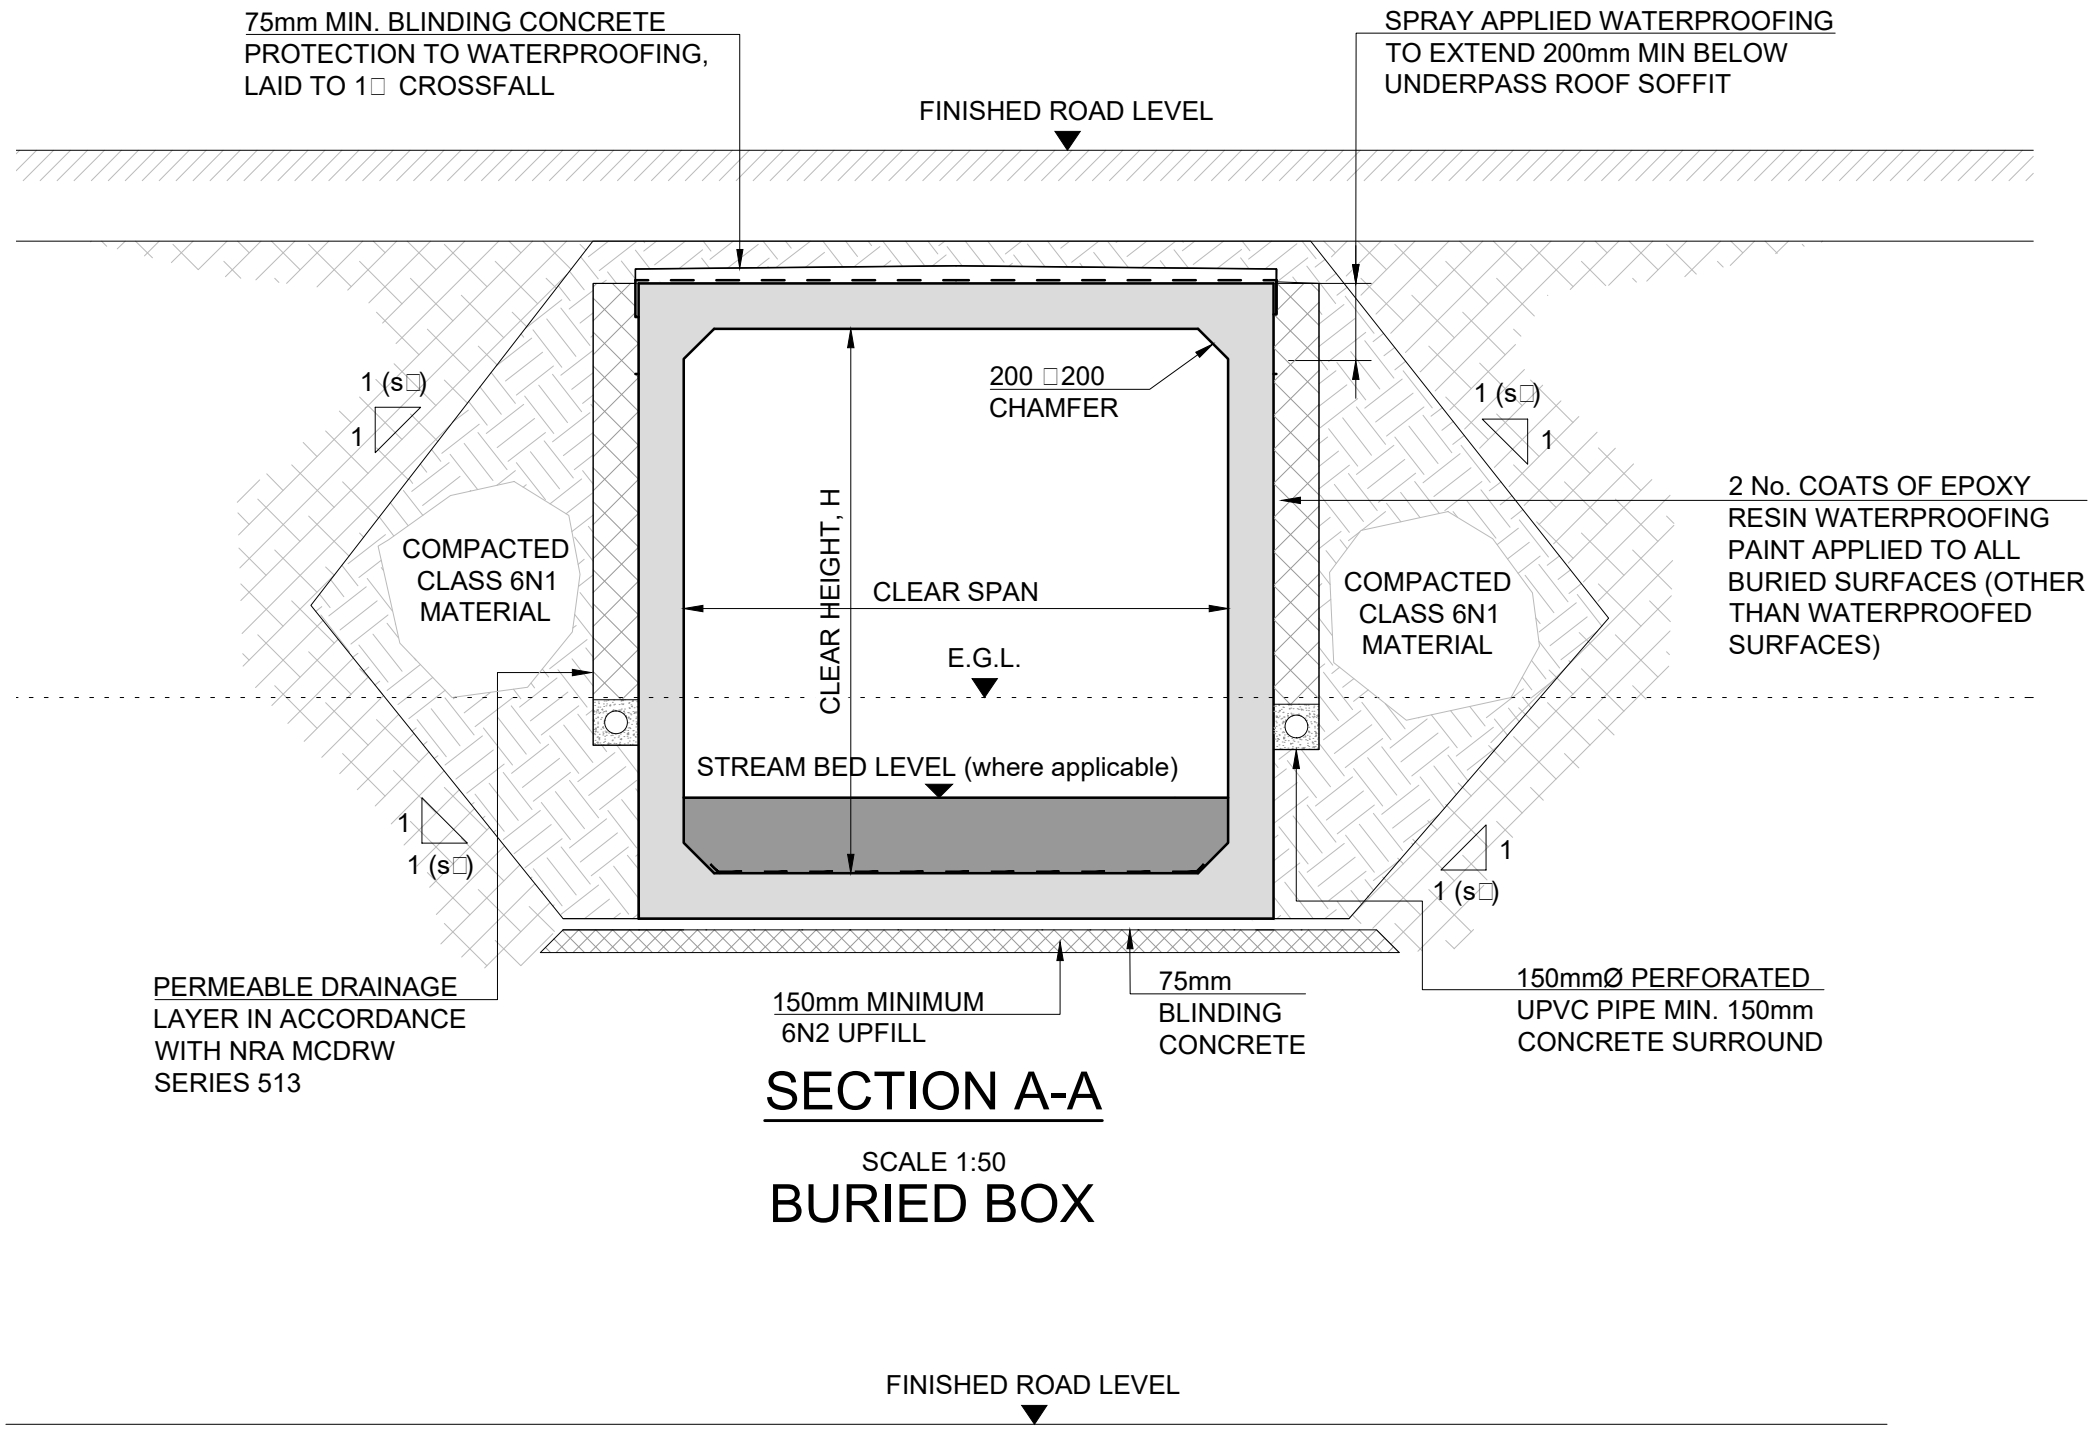 75mm MIN. BLINDING CONCRETE
PROTECTION TO WATERPROOFING,
LAID TO 1□ CROSSFALL
SPRAY APPLIED WATERPROOFING
TO EXTEND 200mm MIN BELOW
UNDERPASS ROOF SOFFIT
FINISHED ROAD LEVEL
1 (s□)
1
200 □200
CHAMFER
1 (s□)
1
CLEAR HEIGHT, H
2 No. COATS OF EPOXY
RESIN WATERPROOFING
PAINT APPLIED TO ALL
BURIED SURFACES (OTHER
THAN WATERPROOFED
SURFACES)
COMPACTED
CLASS 6N1
MATERIAL
CLEAR SPAN
COMPACTED
CLASS 6N1
MATERIAL
E.G.L.
STREAM BED LEVEL (where applicable)
1
1 (s□)
1
1 (s□)
PERMEABLE DRAINAGE
LAYER IN ACCORDANCE
WITH NRA MCDRW
SERIES 513
150mm MINIMUM
6N2 UPFILL
75mm
BLINDING
CONCRETE
150mmØ PERFORATED
UPVC PIPE MIN. 150mm
CONCRETE SURROUND
SECTION A-A
SCALE 1:50
BURIED BOX
FINISHED ROAD LEVEL